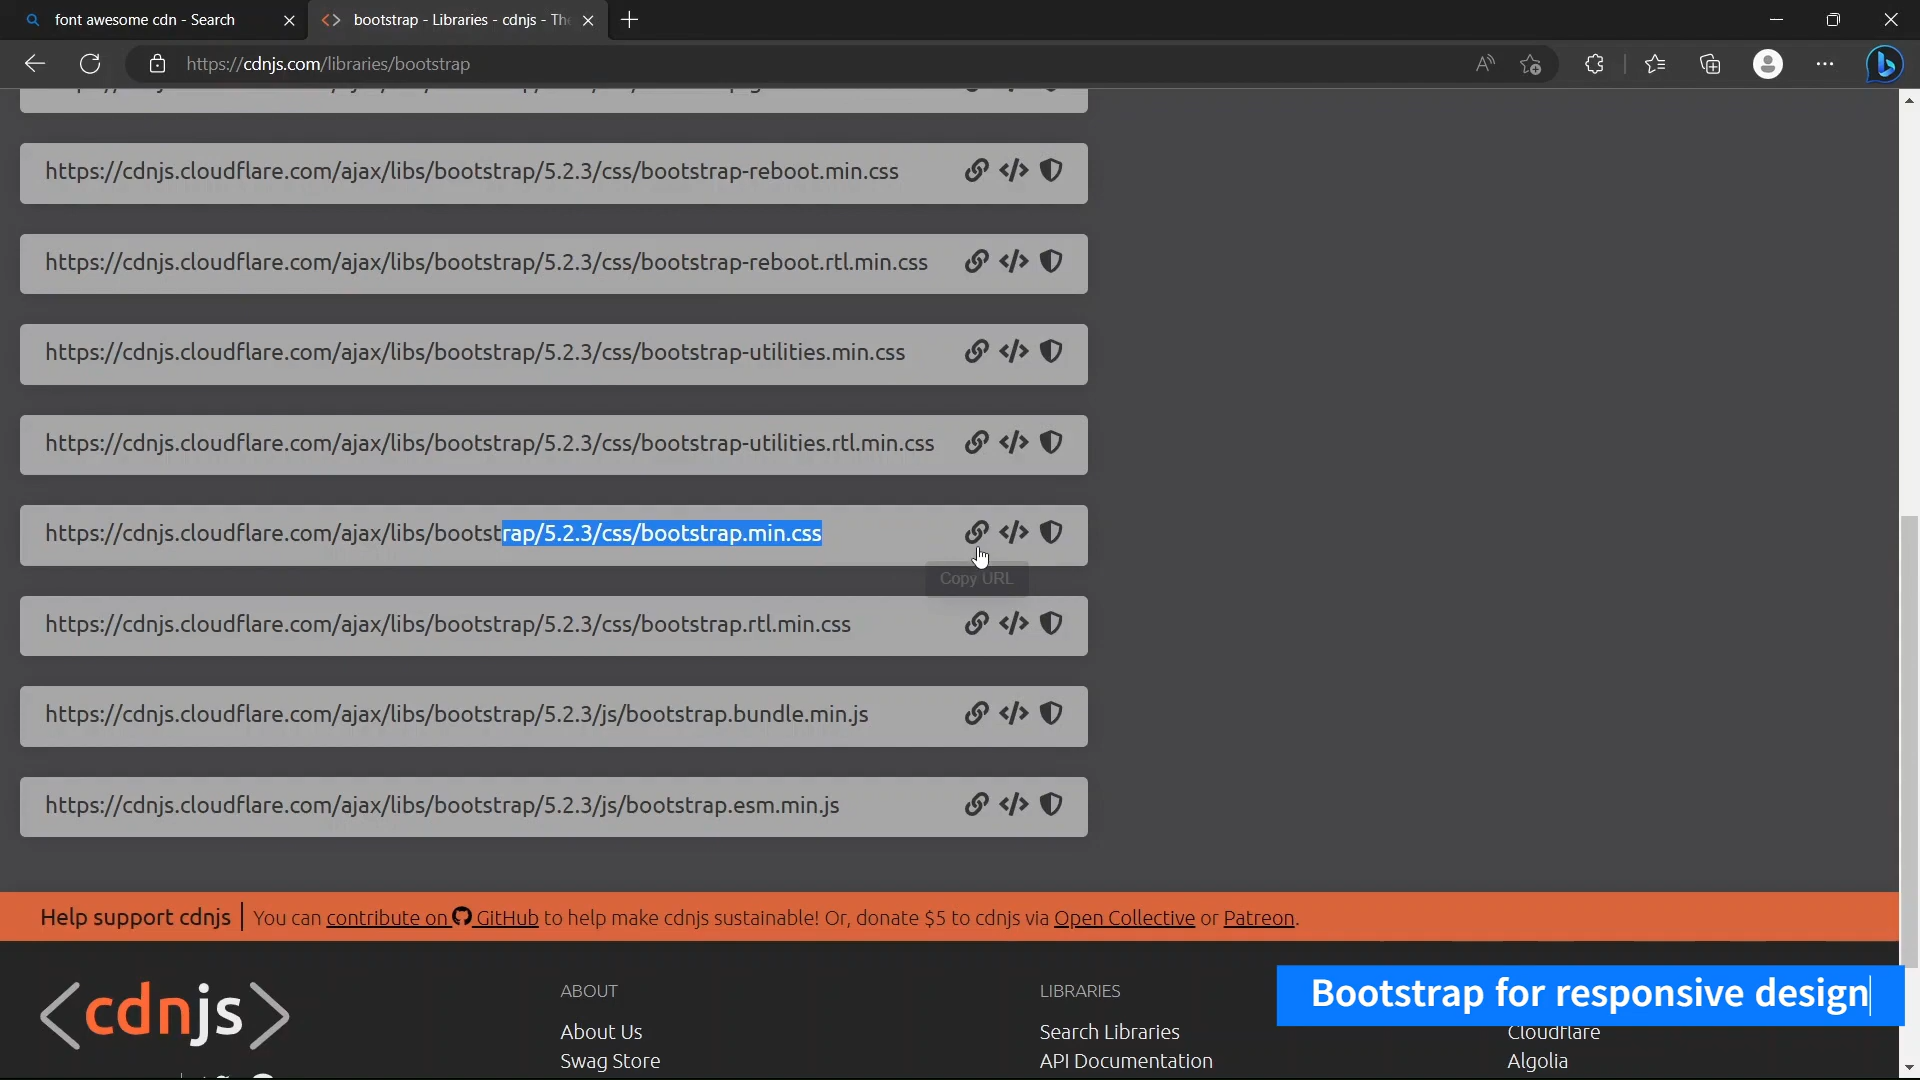 font awesome cdn - Search
bootstrap - Libraries - cdnjs - Th
https://cdnjs.com/libraries/bootstrap
https://cdnjs.cloudflare.com/ajax/libs/bootstrap/5.2.3/css/bootstrap-reboot.min.css
https://cdnjs.cloudflare.com/ajax/libs/bootstrap/5.2.3/css/bootstrap-reboot.rtl.min.css
https://cdnjs.cloudflare.com/ajax/libs/bootstrap/5.2.3/css/bootstrap-utilities.min.css
https://cdnjs.cloudflare.com/ajax/libs/bootstrap/5.2.3/css/bootstrap-utilities.rtl.min.css
https://cdnjs.cloudflare.com/ajax/libs/bootstrap/5.2.3/css/bootstrap.min.css
Copy URL
https://cdnjs.cloudflare.com/ajax/libs/bootstrap/5.2.3/css/bootstrap.rtl.min.css
https://cdnjs.cloudflare.com/ajax/libs/bootstrap/5.2.3/js/bootstrap.bundle.min.js
https://cdnjs.cloudflare.com/ajax/libs/bootstrap/5.2.3/js/bootstrap.esm.min.js
Help support cdnjs You can contribute on GitHub to help make cdnjs sustainable! Or, donate $5 to cdnjs via Open Collective or Patreon.
<cdnjs>
ABOUT
About Us
Swag Store
LIBRARIES
Search Libraries
API Documentation
Bootstrap for responsive design
Cloudflare
Algolia